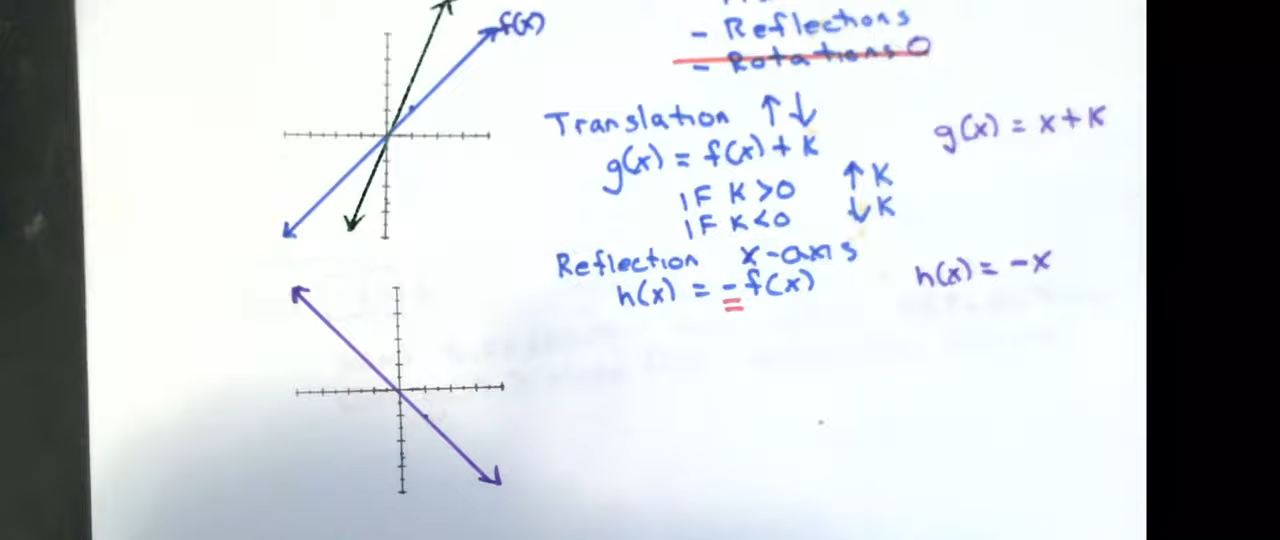 f(x)
- Reflections
- Rotations
Translation ↑↓
g(x) = f(x) + K
g(x) = x + K
IF K > 0 ↑ K
IF K < 0 ↓ K
Reflection x-axis
h(x) = - f(x)
h(x) = -x